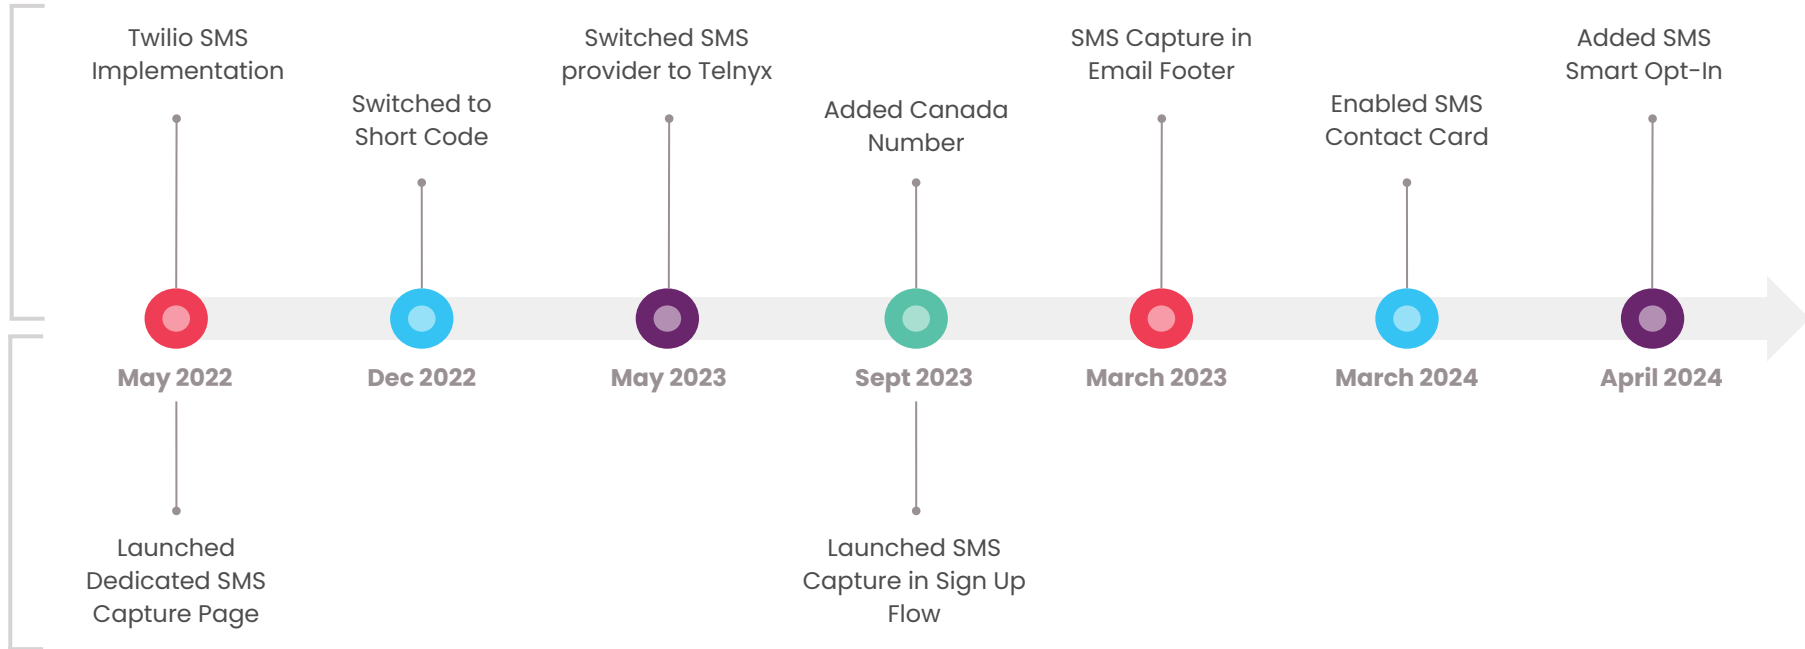 Twilio SMS
Implementation
Switched to
Short Code
Switched SMS
provider to Telnyx
Added Canada
Number
SMS Capture in
Email Footer
Enabled SMS
Contact Card
Added SMS
Smart Opt-In
May 2022
Dec 2022
May 2023
Sept 2023
March 2023
March 2024
April 2024
Launched
Dedicated SMS
Capture Page
Launched SMS
Capture in Sign Up
Flow